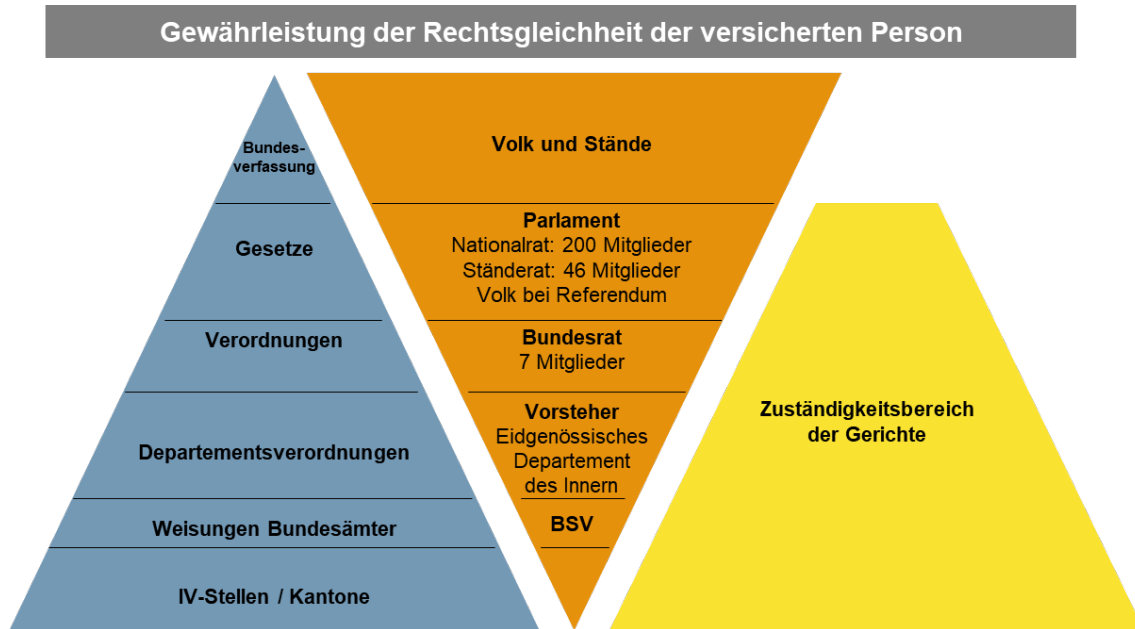 Gewährleistung der Rechtsgleichheit der versicherten Person
Bundes-
verfassung
Gesetze
Verordnungen
Departementsverordnungen
Weisungen Bundesämter
IV-Stellen / Kantone
Volk und Stände
Parlament
Nationalrat: 200 Mitglieder
Ständerat: 46 Mitglieder
Volk bei Referendum
Bundesrat
7 Mitglieder
Vorsteher
Eidgenössisches
Departement
des Innern
BSV
Zuständigkeitsbereich
der Gerichte